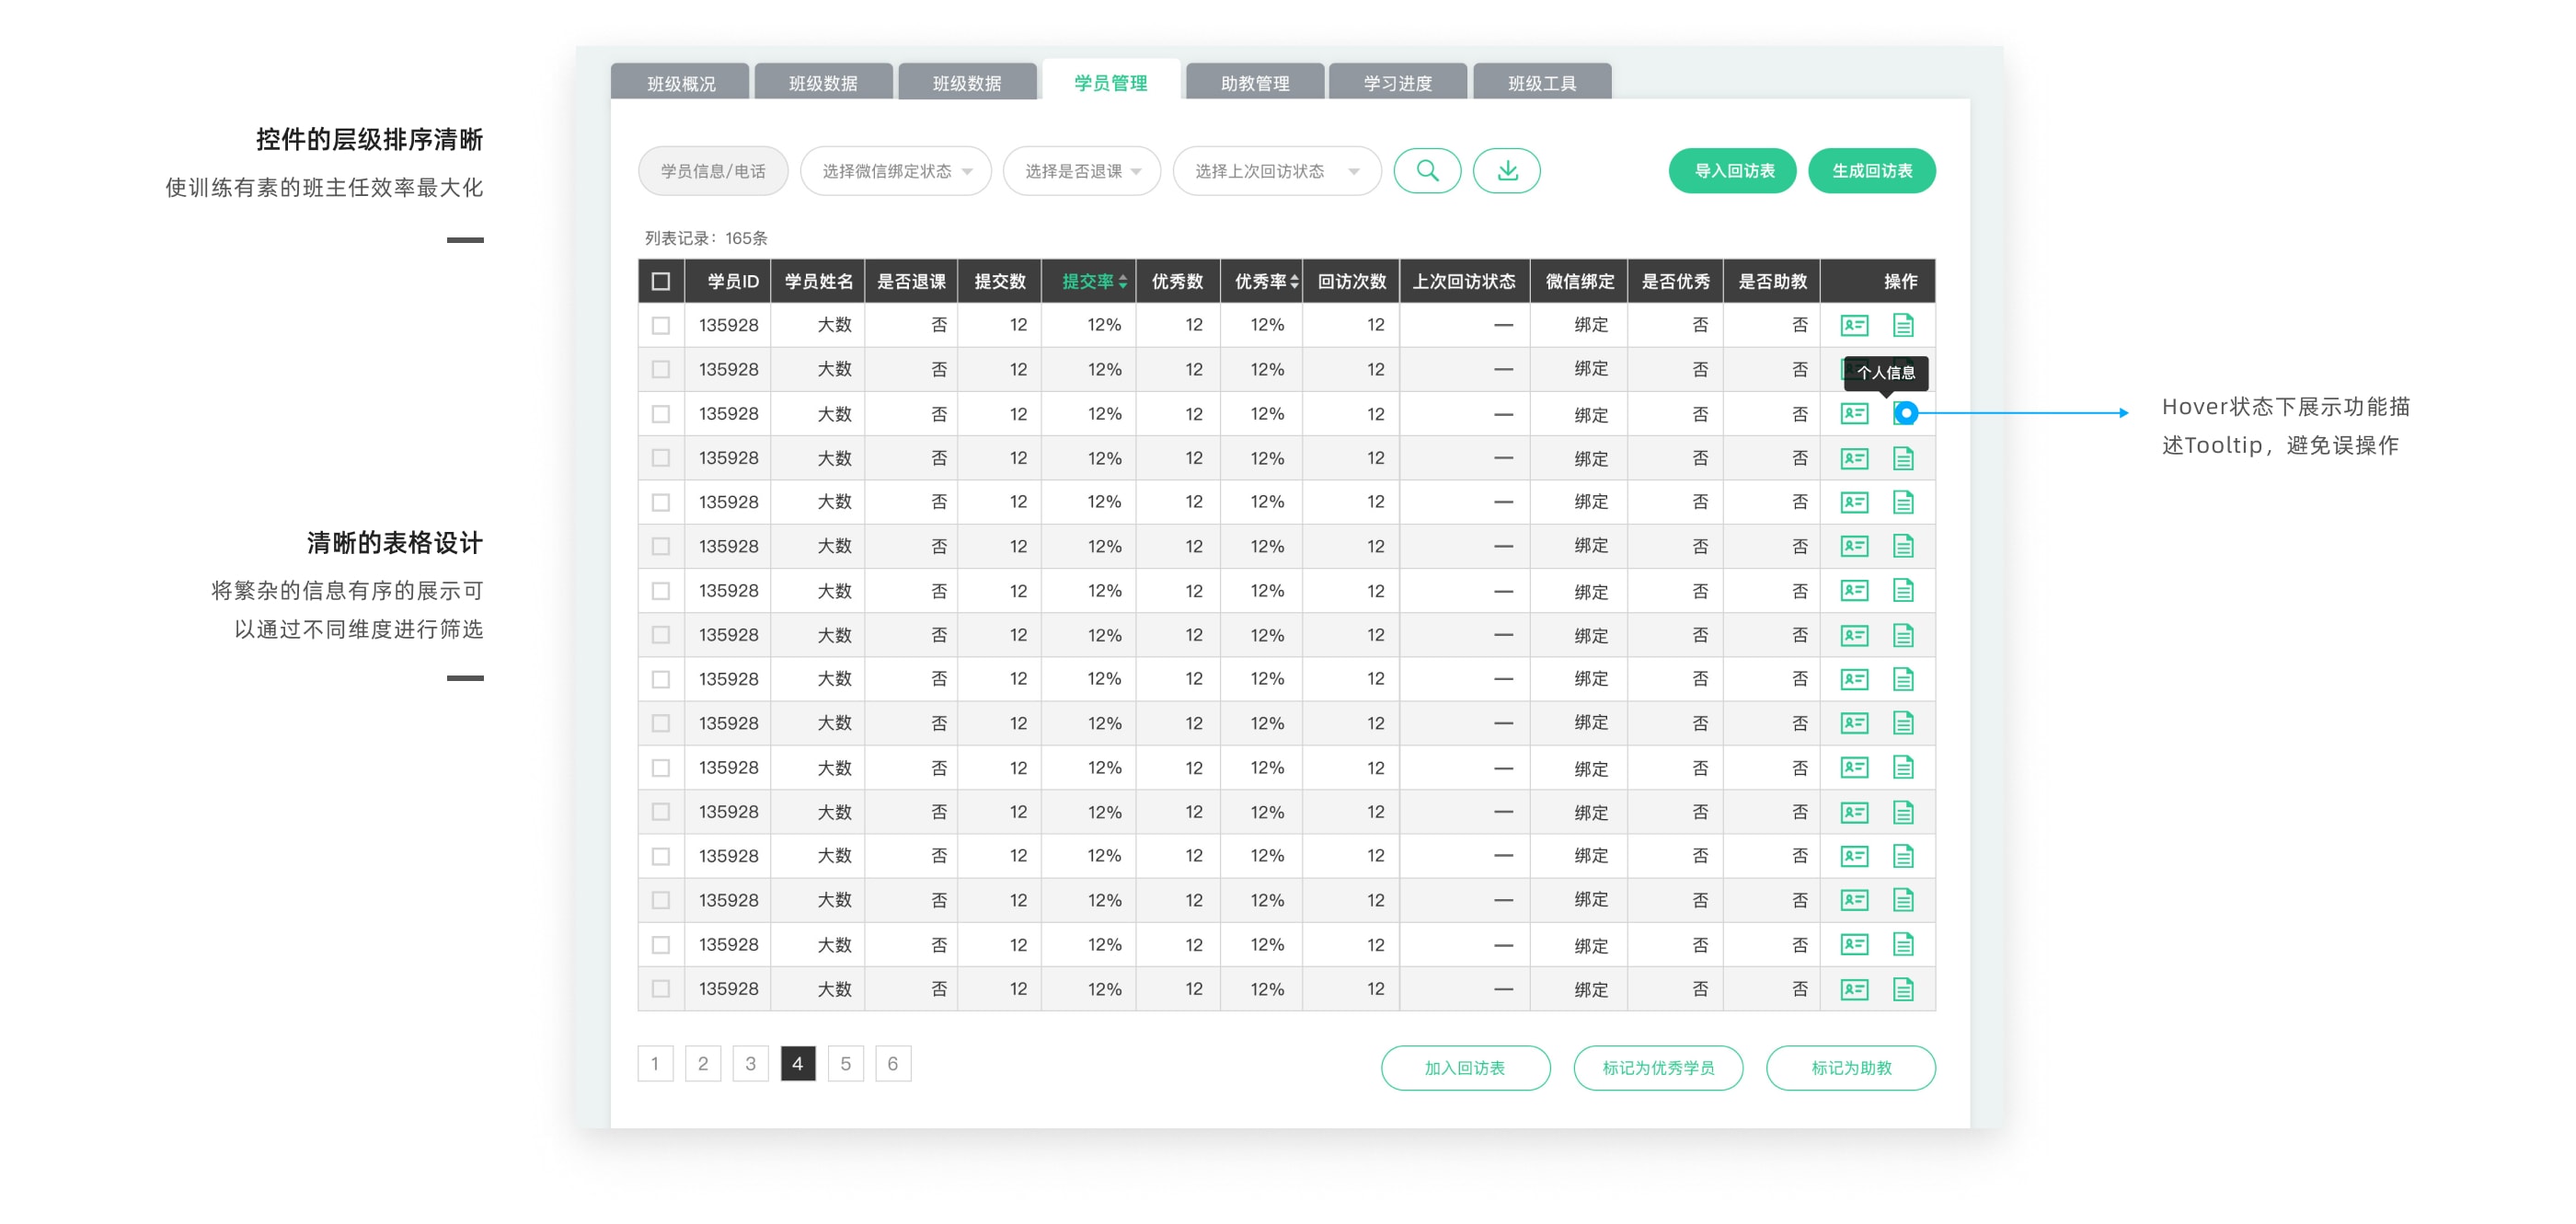 控件的层级排序清晰
使训练有素的班主任效率最大化
清晰的表格设计
将繁杂的信息有序的展示可
以通过不同维度进行筛选
班级概况 班级数据 班级数据 学员管理 助教管理 学习进度 班级工具
学员信息/电话 选择微信绑定状态 选择是否退课 选择上次回访状态 导入回访表 生成回访表
列表记录：165条
学员ID 学员姓名 是否退课 提交数 提交率 优秀数 优秀率 回访次数 上次回访状态 微信绑定 是否优秀 是否助教 操作
135928 大数 否 12 12% 12 12% 12 — 绑定 否 否
135928 大数 否 12 12% 12 12% 12 — 绑定 否 否
个人信息
135928 大数 否 12 12% 12 12% 12 — 绑定 否 否
135928 大数 否 12 12% 12 12% 12 — 绑定 否 否
135928 大数 否 12 12% 12 12% 12 — 绑定 否 否
135928 大数 否 12 12% 12 12% 12 — 绑定 否 否
135928 大数 否 12 12% 12 12% 12 — 绑定 否 否
135928 大数 否 12 12% 12 12% 12 — 绑定 否 否
135928 大数 否 12 12% 12 12% 12 — 绑定 否 否
135928 大数 否 12 12% 12 12% 12 — 绑定 否 否
135928 大数 否 12 12% 12 12% 12 — 绑定 否 否
135928 大数 否 12 12% 12 12% 12 — 绑定 否 否
135928 大数 否 12 12% 12 12% 12 — 绑定 否 否
135928 大数 否 12 12% 12 12% 12 — 绑定 否 否
135928 大数 否 12 12% 12 12% 12 — 绑定 否 否
135928 大数 否 12 12% 12 12% 12 — 绑定 否 否
1 2 3 4 5 6 加入回访表 标记为优秀学员 标记为助教
Hover状态下展示功能描
述Tooltip，避免误操作